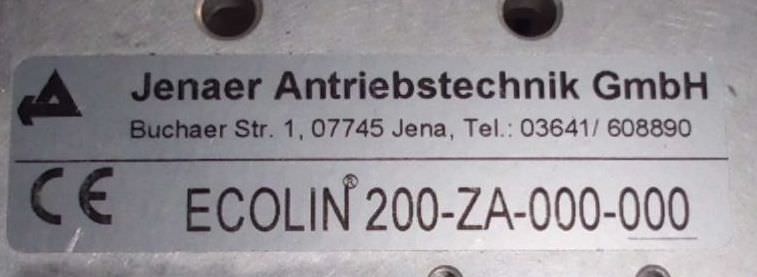 Jenaer Antriebstechnik GmbH
Buchaer Str. 1, 07745 Jena, Tel.: 03641/ 608890
CE ECOLIN® 200-ZA-000-000